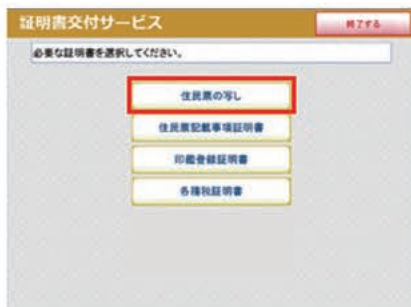 証明書交付サービス
終了する
必要な証明書を選択してください。
住民票の写し
住民票記載事項証明書
印鑑登録証明書
各種税証明書